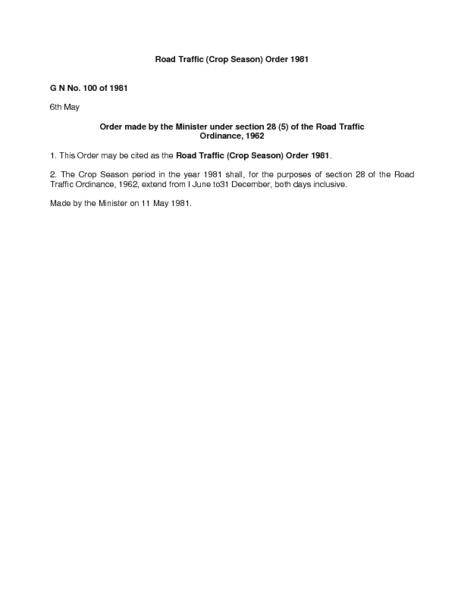 Road Traffic (Crop Season) Order 1981
G N No. 100 of 1981
6th May
Order made by the Minister under section 28 (5) of the Road Traffic
Ordinance, 1962
1. This Order may be cited as the Road Traffic (Crop Season) Order 1981.
2. The Crop Season period in the year 1981 shall, for the purposes of section 28 of the Road
Traffic Ordinance, 1962, extend from I June to31 December, both days inclusive.
Made by the Minister on 11 May 1981.